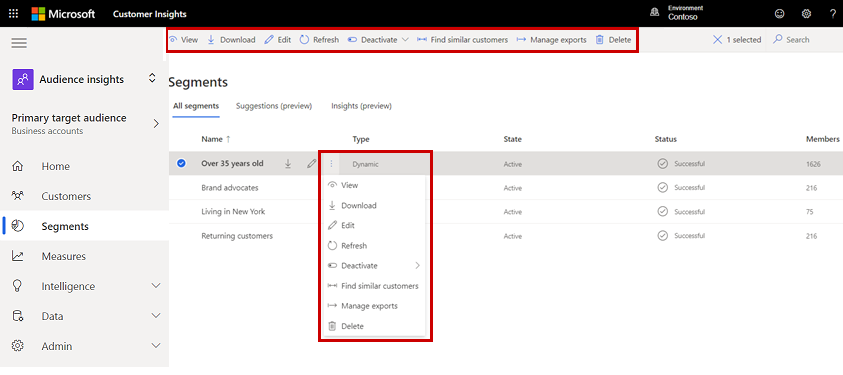 Microsoft Customer Insights Environment Contoso ?
View Download Edit Refresh Deactivate Find similar customers Manage exports Delete 1 selected Search
Audience insights
Primary target audience
Business accounts
Home
Customers
Segments
Measures
Intelligence
Data
Admin
Segments
All segments Suggestions (preview) Insights (preview)
Name ↑ Type State Status Members
Over 35 years old Dynamic Active Successful 1626
Brand advocates Active Successful 216
Living in New York Active Successful 75
Returning customers Active Successful 216
View
Download
Edit
Refresh
Deactivate
Find similar customers
Manage exports
Delete